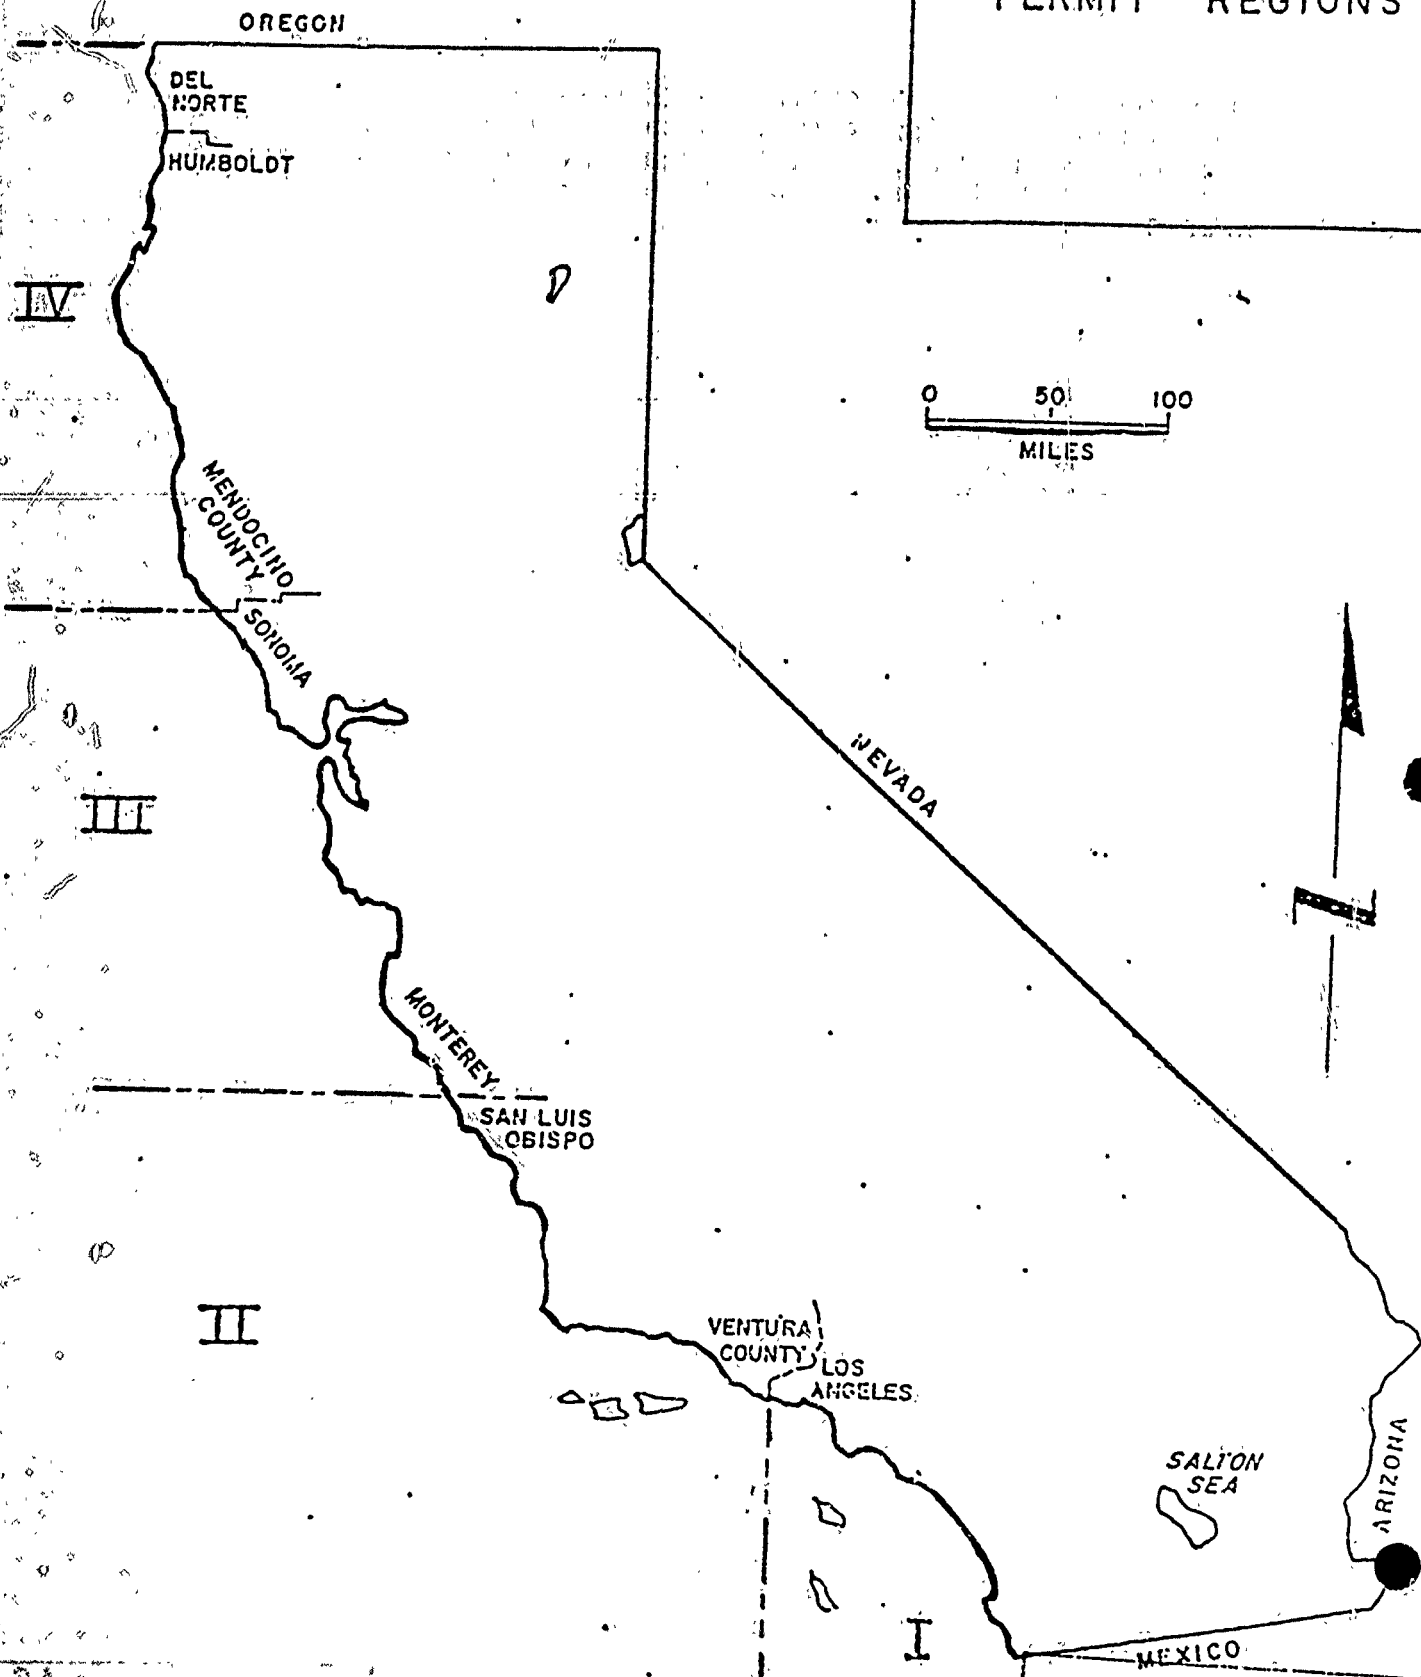 PERMIT REGIONS
OREGON
DEL
NORTE
HUMBOLDT
IV
0 50 100
MILES
MENDOCINO
COUNTY
SONOMA
NEVADA
III
Z
MONTEREY
SAN LUIS
OBISPO
II
VENTURA
COUNTY
LOS
ANGELES
SALTON
SEA
ARIZONA
I
MEXICO